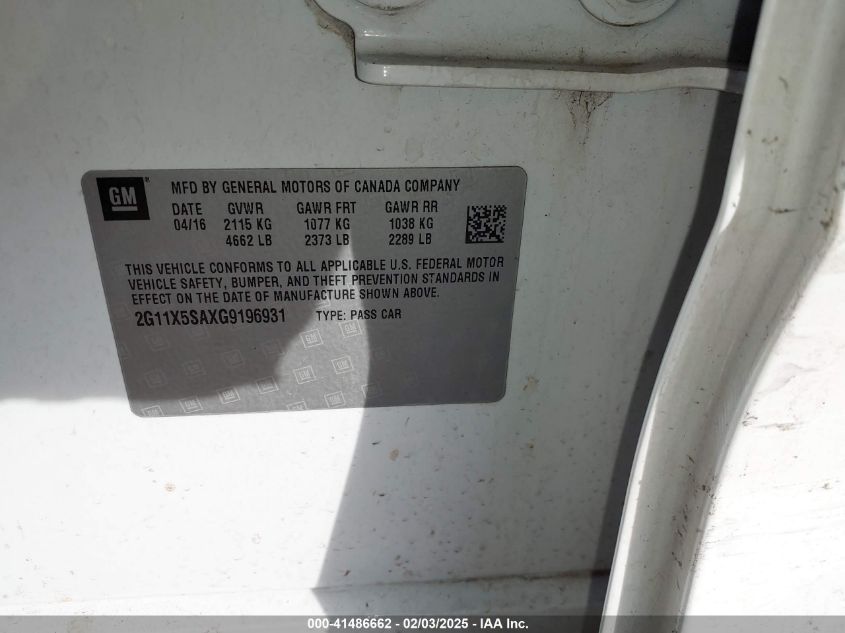 GM
MFD BY GENERAL MOTORS OF CANADA COMPANY
DATE GVWR GAWR FRT GAWR RR
04/16 2115 KG 1077 KG 1038 KG
4662 LB 2373 LB 2289 LB
THIS VEHICLE CONFORMS TO ALL APPLICABLE U.S. FEDERAL MOTOR
VEHICLE SAFETY, BUMPER, AND THEFT PREVENTION STANDARDS IN
EFFECT ON THE DATE OF MANUFACTURE SHOWN ABOVE.
2G11X5SAXG9196931 TYPE: PASS CAR
000-41486662 - 02/03/2025 - IAAI Inc.